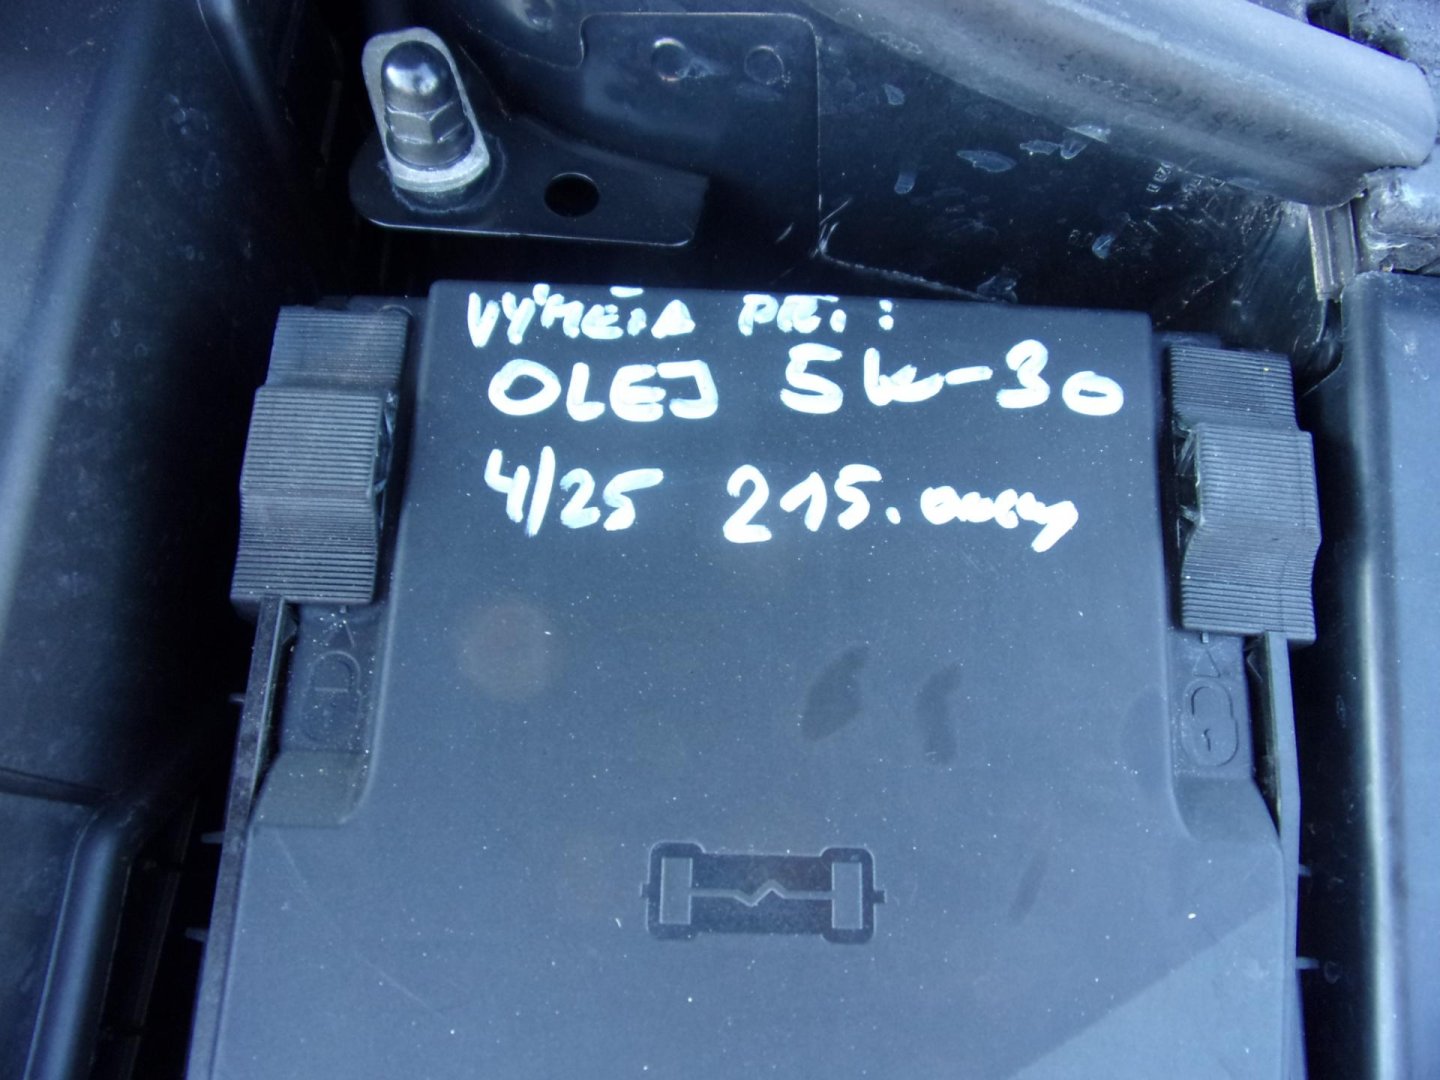 VÝMĚNA PŘI :
OLEJ 5W-30
4/25 215.